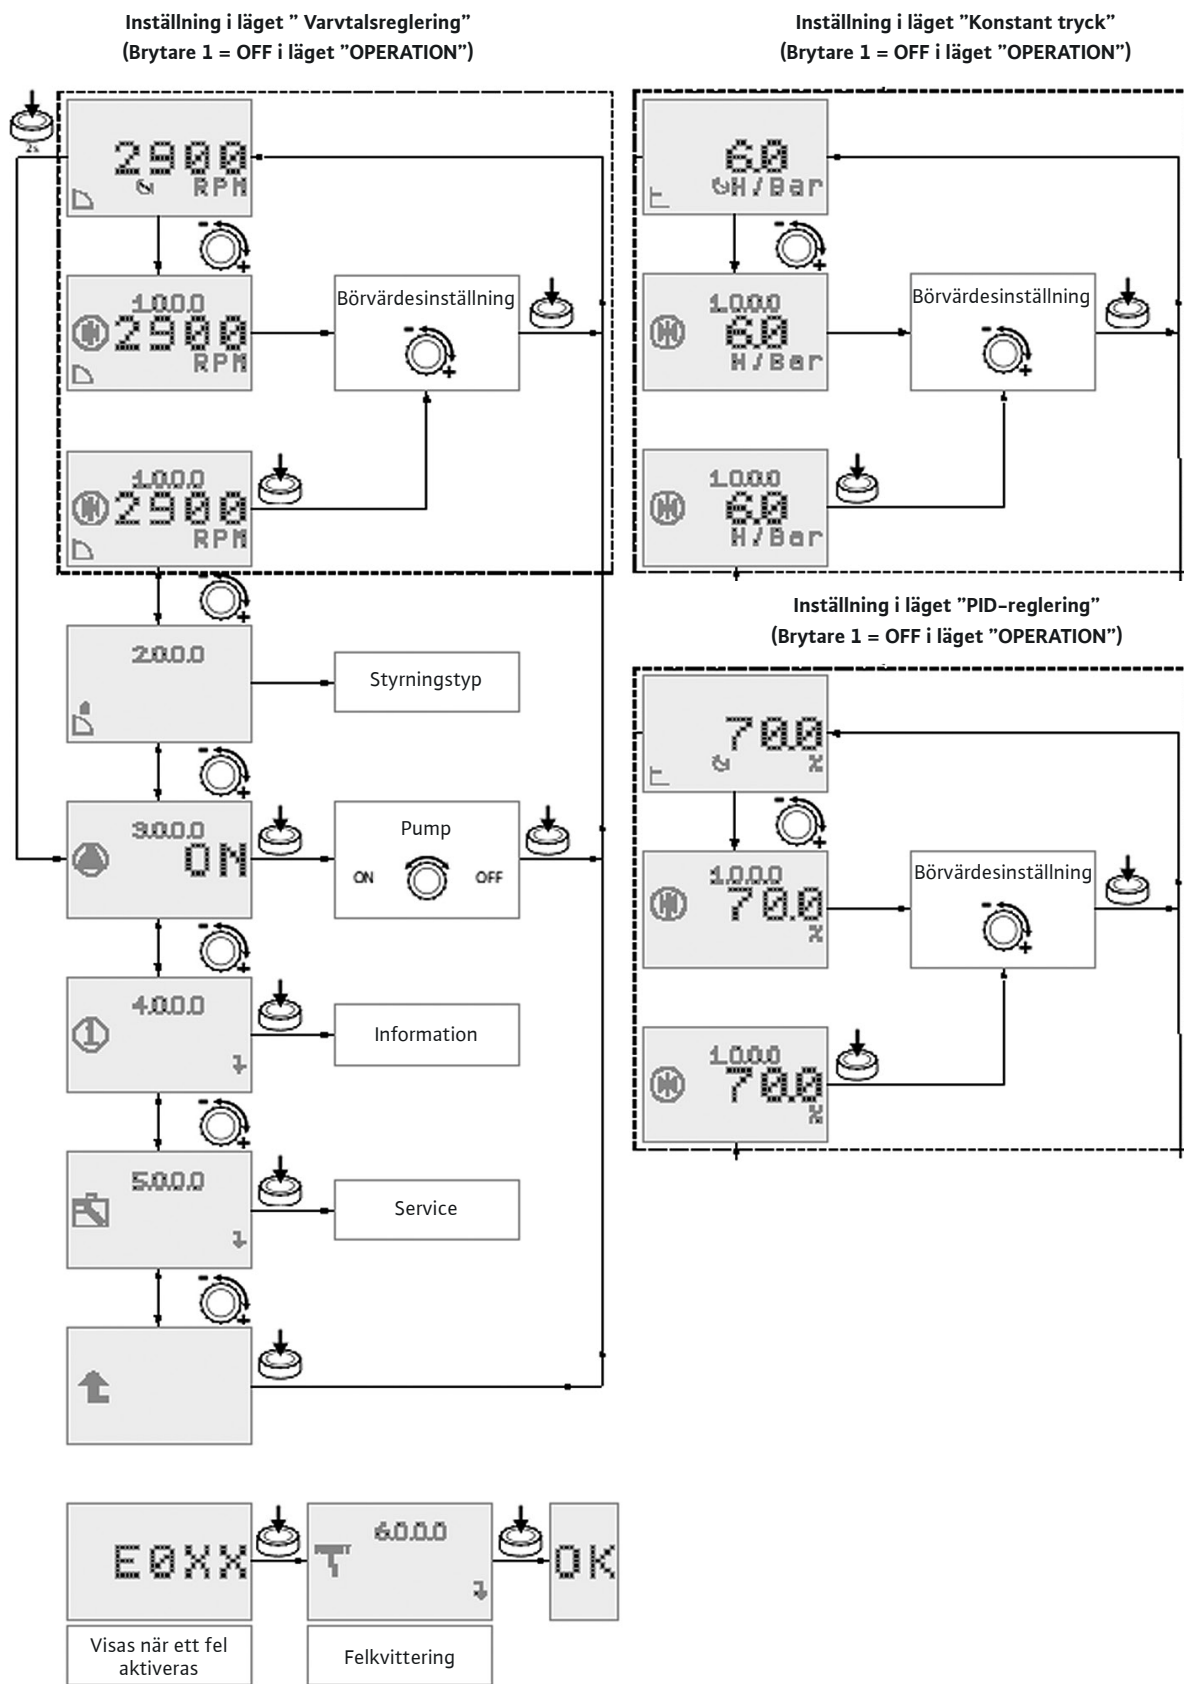 Inställning i läget ” Varvtalsreglering”
(Brytare 1 = OFF i läget ”OPERATION”)
2s
2900
RPM
1.0.0.0
2900
RPM
Börvärdesinställning
-
+
1.0.0.0
2900
RPM
-
+
2.0.0.0
Styrningstyp
-
+
3.0.0.0
ON
Pump
ON
OFF
-
+
4.0.0.0
1
Information
-
+
5.0.0.0
Service
-
+
E0XX
6.0.0.0
OK
Visas när ett fel
aktiveras
Felkvittering
Inställning i läget ”Konstant tryck”
(Brytare 1 = OFF i läget ”OPERATION”)
6.0
H/Bar
-
+
1.0.0.0
6.0
H/Bar
Börvärdesinställning
-
+
1.0.0.0
6.0
H/Bar
Inställning i läget ”PID-reglering”
(Brytare 1 = OFF i läget ”OPERATION”)
70.0
%
-
+
1.0.0.0
70.0
%
Börvärdesinställning
-
+
1.0.0.0
70.0
%